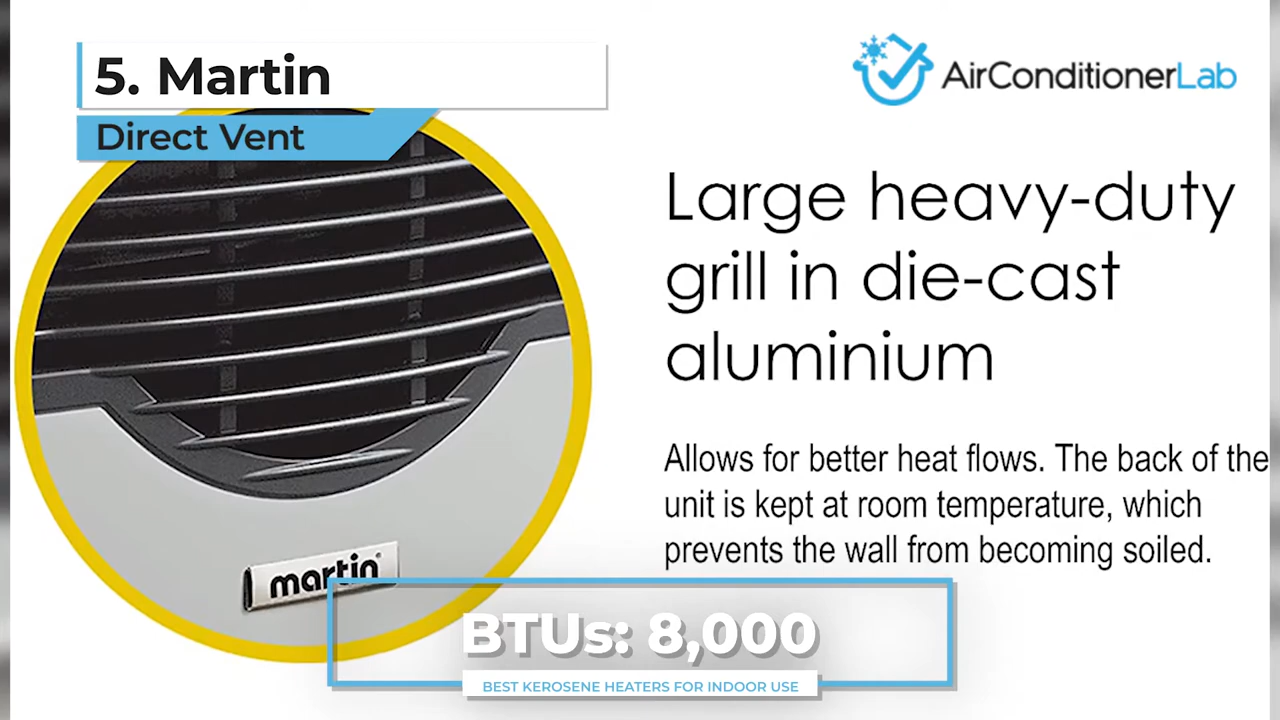 5. Martin
Direct Vent
AirConditionerLab
Large heavy-duty
grill in die-cast
aluminium
Allows for better heat flows. The back of the
unit is kept at room temperature, which
prevents the wall from becoming soiled.
martin
BTUs: 8,000
BEST KEROSENE HEATERS FOR INDOOR USE